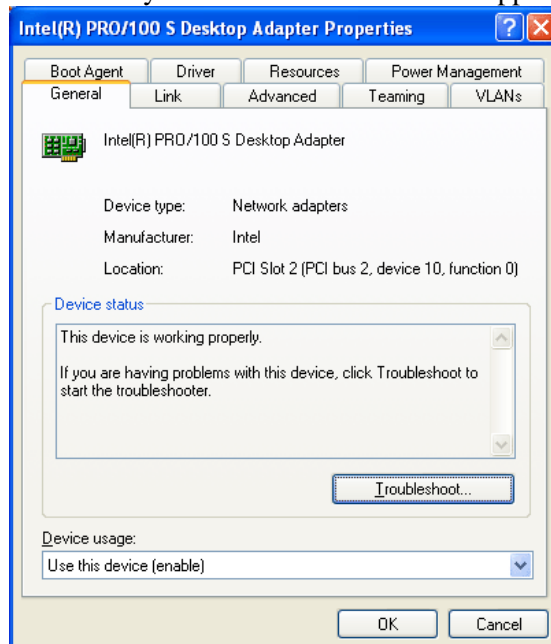 Intel(R) PRO/100 S Desktop Adapter Properties
Boot Agent Driver Resources Power Management
General Link Advanced Teaming VLANs
Intel(R) PRO/100 S Desktop Adapter
Device type: Network adapters
Manufacturer: Intel
Location: PCI Slot 2 (PCI bus 2, device 10, function 0)
Device status
This device is working properly.
If you are having problems with this device, click Troubleshoot to
start the troubleshooter.
Troubleshoot...
Device usage:
Use this device (enable)
OK Cancel